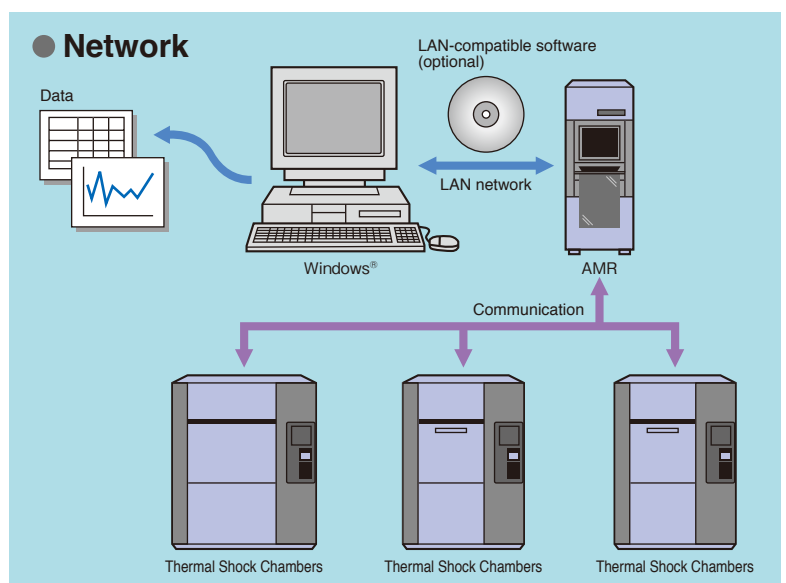 Network
LAN-compatible software
(optional)
Data
LAN network
Windows®
AMR
Communication
Thermal Shock Chambers
Thermal Shock Chambers
Thermal Shock Chambers